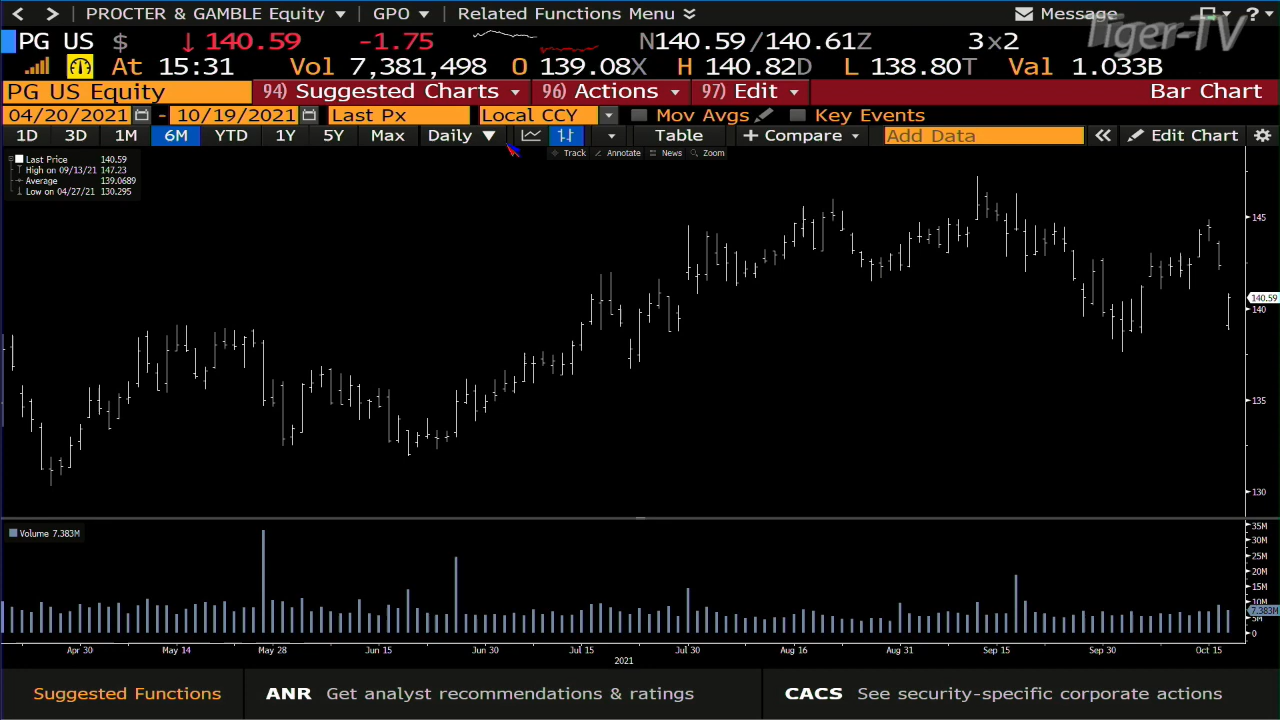 PROCTER & GAMBLE Equity GPO Related Functions Menu Message ?
Tiger-TV
PG US $ ↓ 140.59 -1.75 N140.59/140.61Z 3×2
At 15:31 Vol 7,381,498 O 139.08X H 140.82D L 138.80T Val 1.033B
PG US Equity 94) Suggested Charts 96) Actions 97) Edit Bar Chart
04/20/2021 - 10/19/2021 Last Px Local CCY Mov Avgs Key Events
1D 3D 1M 6M YTD 1Y 5Y Max Daily ▼ Table + Compare Add Data « Edit Chart
Track Annotate News Zoom
Last Price 140.59
High on 09/13/21 147.23
Average 139.0689
Low on 04/27/21 130.295
145
140.59
140
135
130
Volume 7.383M
35M
30M
25M
20M
15M
10M
7.383M
5M
0
Apr 30 May 14 May 28 Jun 15 Jun 30 Jul 15 Jul 30 Aug 16 Aug 31 Sep 15 Sep 30 Oct 15
2021
Suggested Functions ANR Get analyst recommendations & ratings CACS See security-specific corporate actions